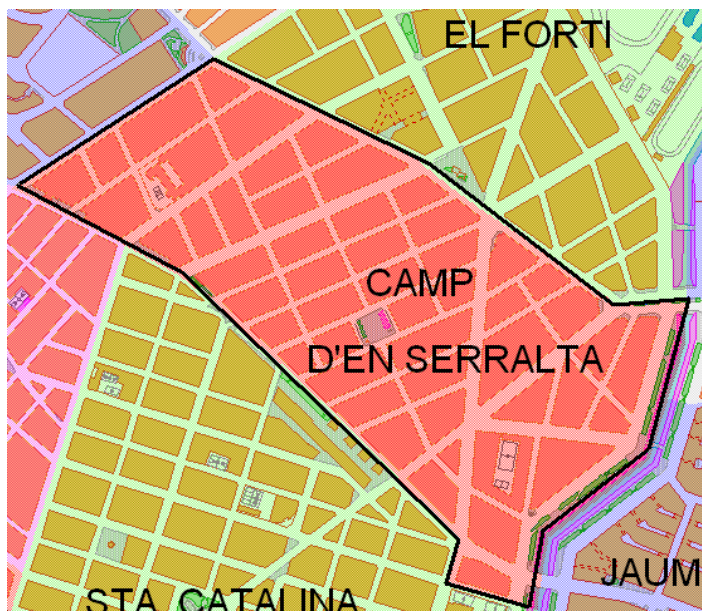 EL FORTI
CAMP
D'EN SERRALTA
JAUM
STA. CATALINA